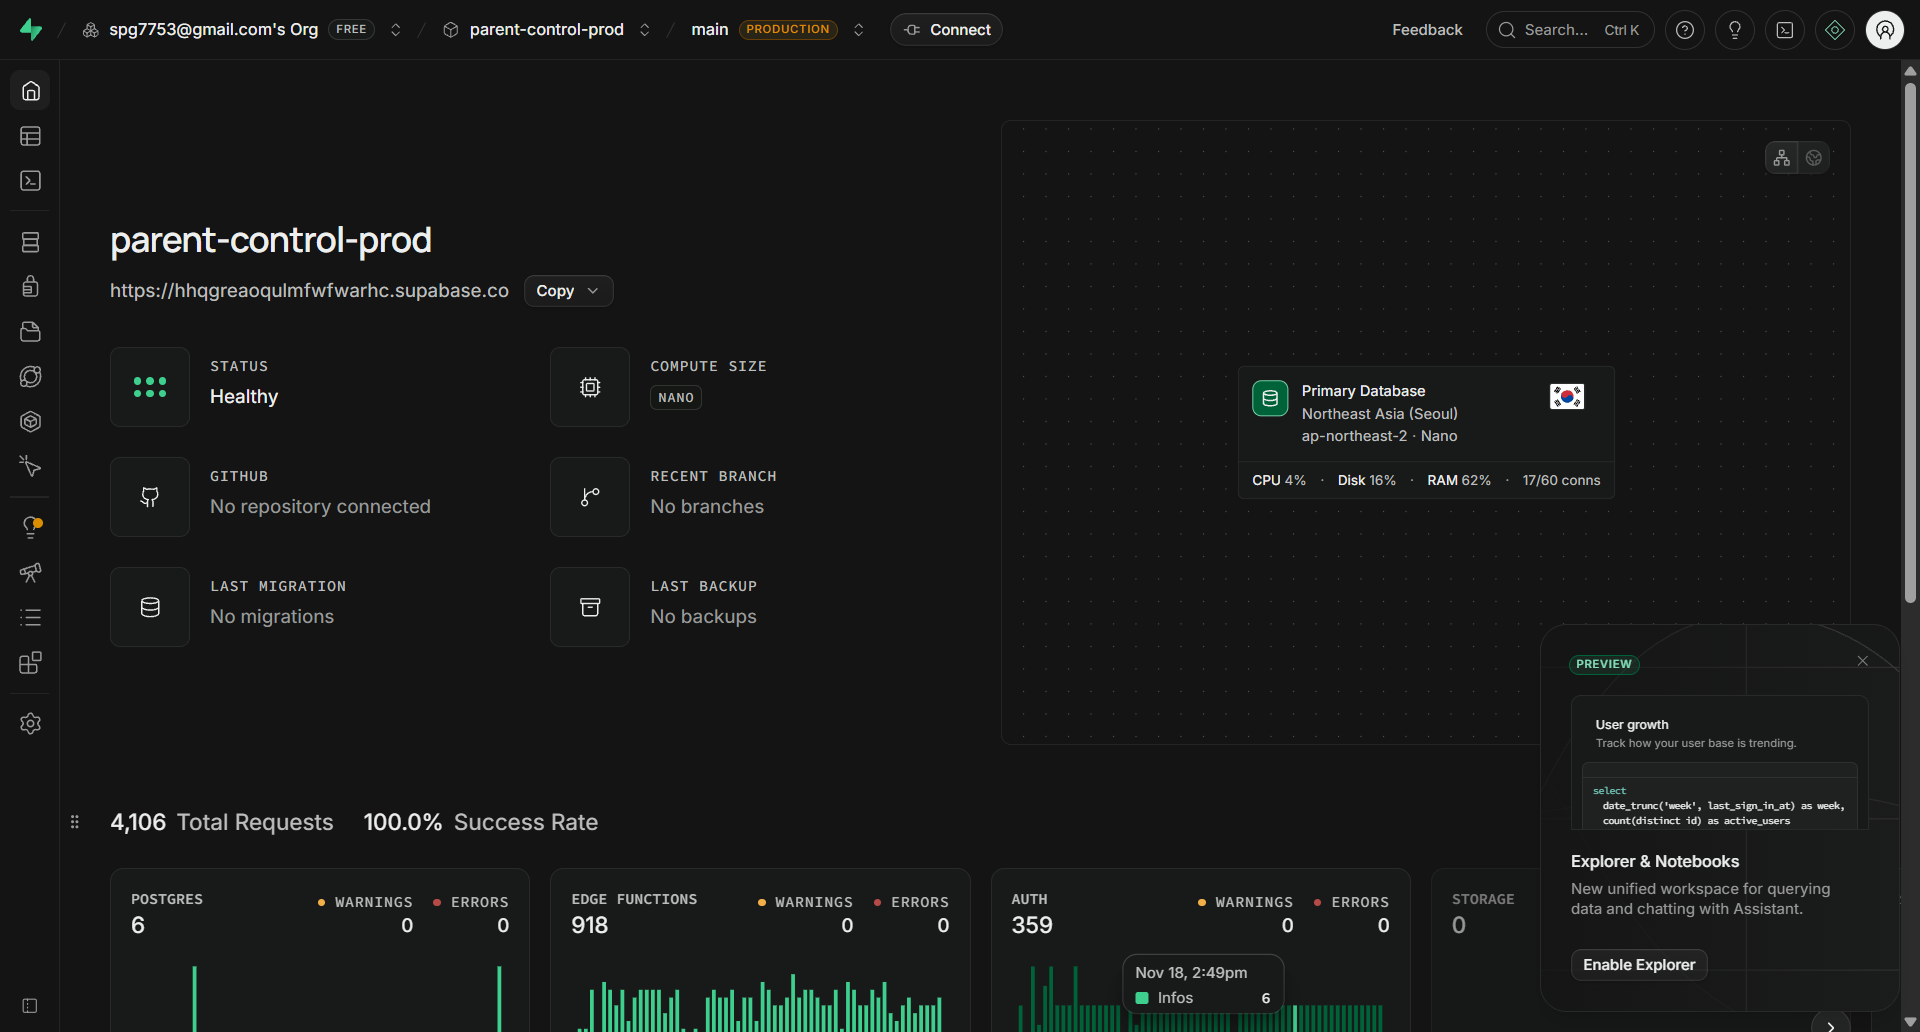 spg7753@gmail.com's Org FREE parent-control-prod main PRODUCTION Connect Feedback Search... Ctrl K
parent-control-prod
https://hhqgreaoqulmfwfwarhc.supabase.co Copy
STATUS
Healthy
COMPUTE SIZE
NANO
GITHUB
No repository connected
RECENT BRANCH
No branches
LAST MIGRATION
No migrations
LAST BACKUP
No backups
Primary Database
Northeast Asia (Seoul)
ap-northeast-2 · Nano
CPU 4% · Disk 16% · RAM 62% · 17/60 conns
4,106 Total Requests 100.0% Success Rate
POSTGRES
6
WARNINGS
0
ERRORS
0
EDGE FUNCTIONS
918
WARNINGS
0
ERRORS
0
AUTH
359
WARNINGS
0
ERRORS
0
Nov 18, 2:49pm
Infos 6
STORAGE
0
PREVIEW
User growth
Track how your user base is trending.
select
date_trunc('week', last_sign_in_at) as week,
count(distinct id) as active_users
Explorer & Notebooks
New unified workspace for querying
data and chatting with Assistant.
Enable Explorer